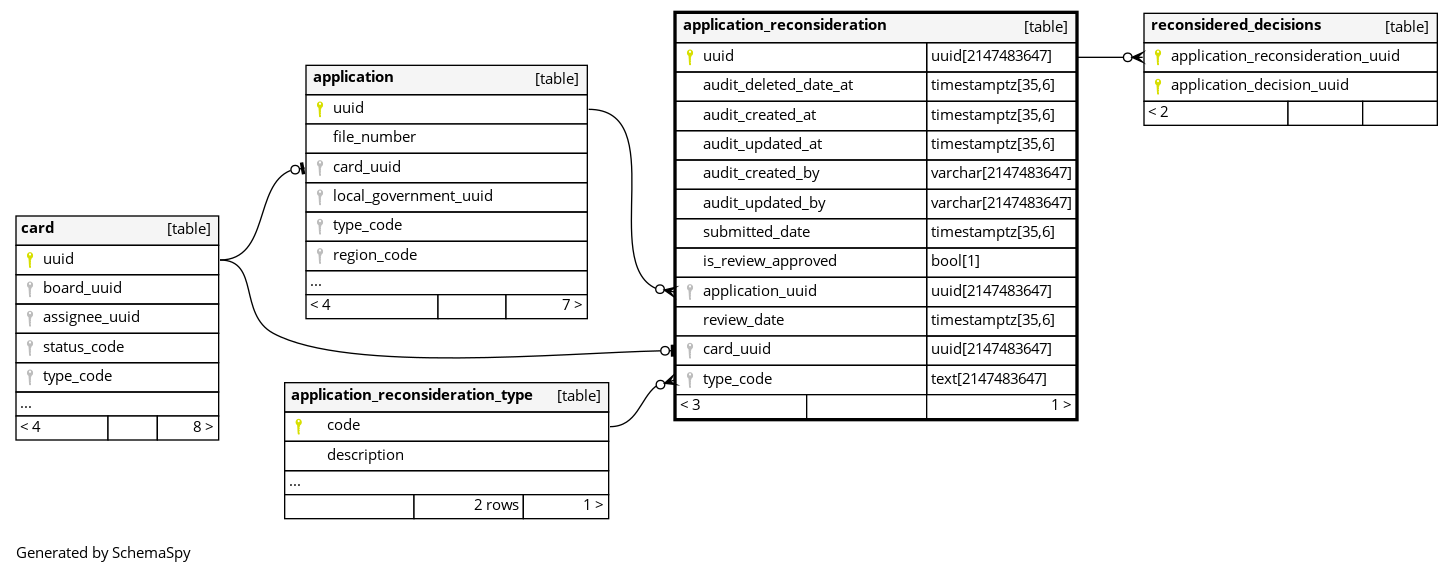 card [table]
uuid
board_uuid
assignee_uuid
status_code
type_code
...
< 4 8 >
application [table]
uuid
file_number
card_uuid
local_government_uuid
type_code
region_code
...
< 4 7 >
application_reconsideration_type [table]
code
description
...
2 rows 1 >
application_reconsideration [table]
uuid uuid[2147483647]
audit_deleted_date_at timestamptz[35,6]
audit_created_at timestamptz[35,6]
audit_updated_at timestamptz[35,6]
audit_created_by varchar[2147483647]
audit_updated_by varchar[2147483647]
submitted_date timestamptz[35,6]
is_review_approved bool[1]
application_uuid uuid[2147483647]
review_date timestamptz[35,6]
card_uuid uuid[2147483647]
type_code text[2147483647]
< 3 1 >
reconsidered_decisions [table]
application_reconsideration_uuid
application_decision_uuid
< 2
Generated by SchemaSpy